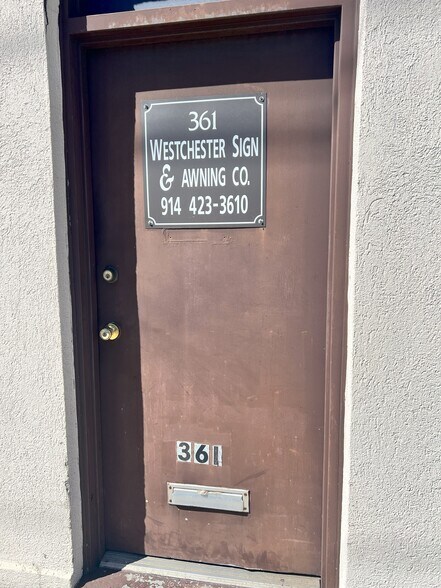 361
WESTCHESTER SIGN
& AWNING CO.
914 423-3610
361